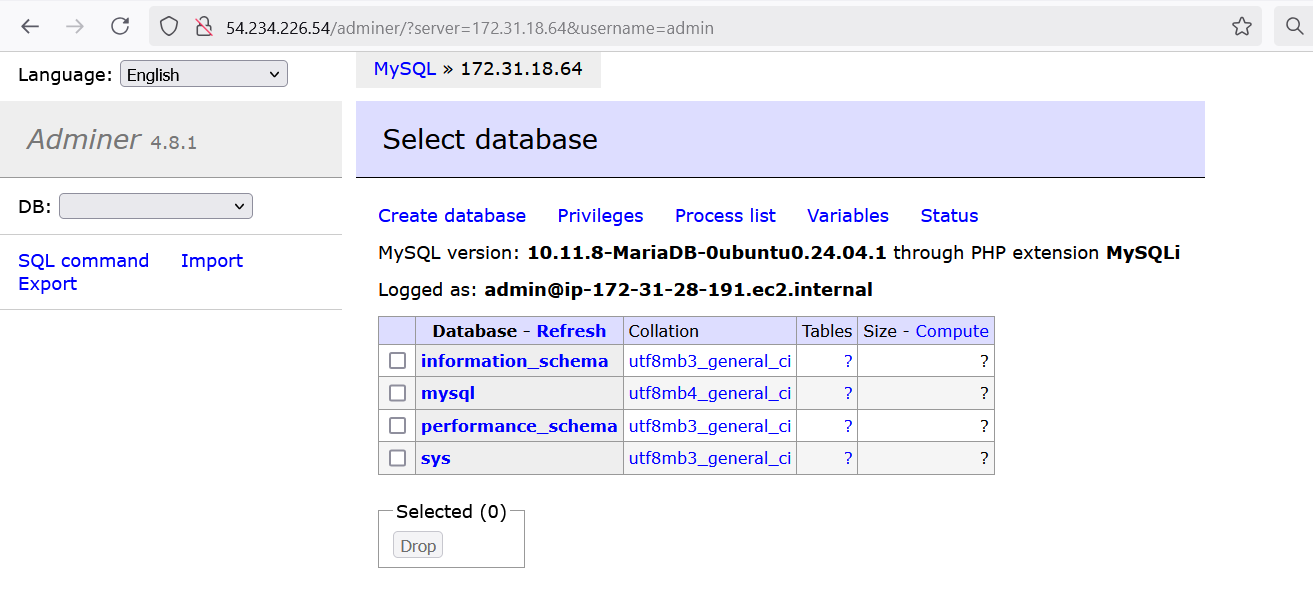 54.234.226.54/adminer/?server=172.31.18.64&username=admin
Language: English
MySQL » 172.31.18.64
Adminer 4.8.1
Select database
DB:
SQL command Import
Export
Create database Privileges Process list Variables Status
MySQL version: 10.11.8-MariaDB-0ubuntu0.24.04.1 through PHP extension MySQLi
Logged as: admin@ip-172-31-28-191.ec2.internal
Database - Refresh Collation Tables Size - Compute
information_schema utf8mb3_general_ci ? ?
mysql utf8mb4_general_ci ? ?
performance_schema utf8mb3_general_ci ? ?
sys utf8mb3_general_ci ? ?
Selected (0)
Drop